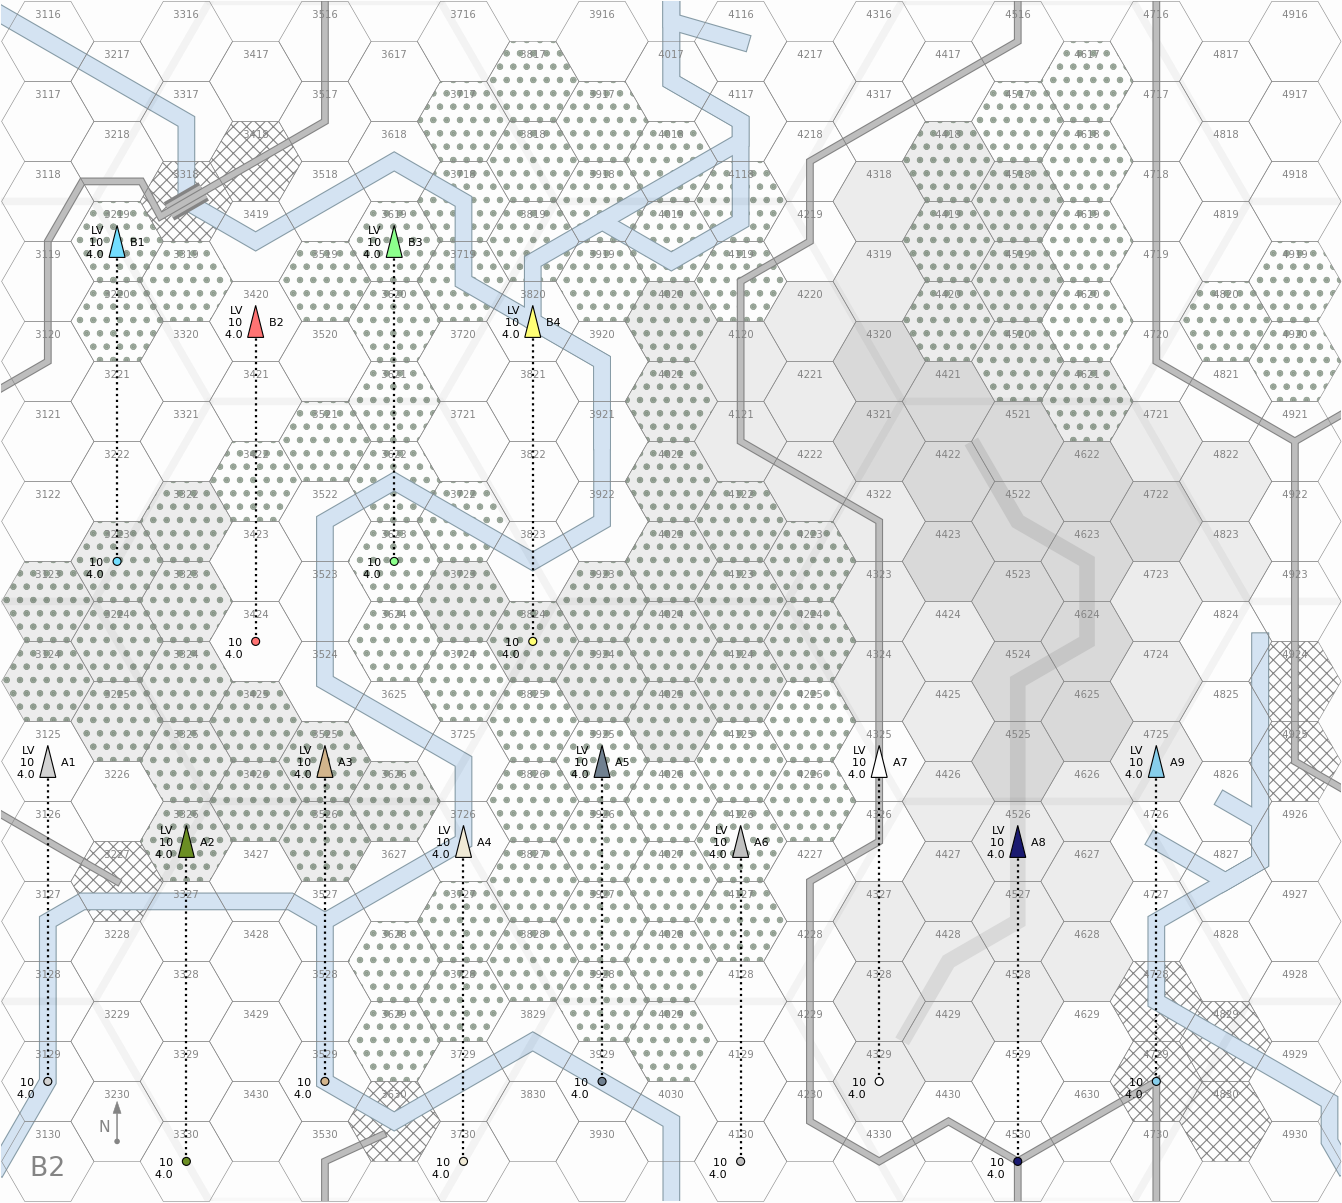 3116 3316 3516 3716 3916 4116 4316 4516 4716 4916
3217 3417 3617 3817 4017 4217 4417 4617 4817
3117 3317 3517 3717 3917 4117 4317 4517 4717 4917
3218 3418 3618 3818 4018 4218 4418 4618 4818
3118 3318 3518 3718 3918 4118 4318 4518 4718 4918
3219 3419 3619 3819 4019 4219 4419 4619 4819
LV 10 4.0 B1
LV 10 4.0 B3
3119 3319 3519 3719 3919 4119 4319 4519 4719 4919
3220 3420 3620 3820 4020 4220 4420 4620 4820
LV 10 4.0 B2
LV 10 4.0 B4
3120 3320 3520 3720 3920 4120 4320 4520 4720 4920
3221 3421 3621 3821 4021 4221 4421 4621 4821
3121 3321 3521 3721 3921 4121 4321 4521 4721 4921
3222 3422 3622 3822 4022 4222 4422 4622 4822
3122 3322 3522 3722 3922 4122 4322 4522 4722 4922
3223 3423 3623 3823 4023 4223 4423 4623 4823
10 4.0
10 4.0
3123 3323 3523 3723 3923 4123 4323 4523 4723 4923
3224 3424 3624 3824 4024 4224 4424 4624 4824
10 4.0
10 4.0
3124 3324 3524 3724 3924 4124 4324 4524 4724 4924
3225 3425 3625 3825 4025 4225 4425 4625 4825
3125 3325 3525 3725 3925 4125 4325 4525 4725 4925
LV 10 4.0 A1
LV 10 4.0 A3
LV 10 4.0 A5
LV 10 4.0 A7
LV 10 4.0 A9
3226 3426 3626 3826 4026 4226 4426 4626 4826
3126 3326 3526 3726 3926 4126 4326 4526 4726 4926
LV 10 4.0 A2
LV 10 4.0 A4
LV 10 4.0 A6
LV 10 4.0 A8
3227 3427 3627 3827 4027 4227 4427 4627 4827
3127 3327 3527 3727 3927 4127 4327 4527 4727 4927
3228 3428 3628 3828 4028 4228 4428 4628 4828
3128 3328 3528 3728 3928 4128 4328 4528 4728 4928
3229 3429 3629 3829 4029 4229 4429 4629 4829
3129 3329 3529 3729 3929 4129 4329 4529 4729 4929
10 4.0
10 4.0
10 4.0
10 4.0
10 4.0
3230 3430 3630 3830 4030 4230 4430 4630 4830
N
3130 3330 3530 3730 3930 4130 4330 4530 4730 4930
10 4.0
10 4.0
10 4.0
10 4.0
B2